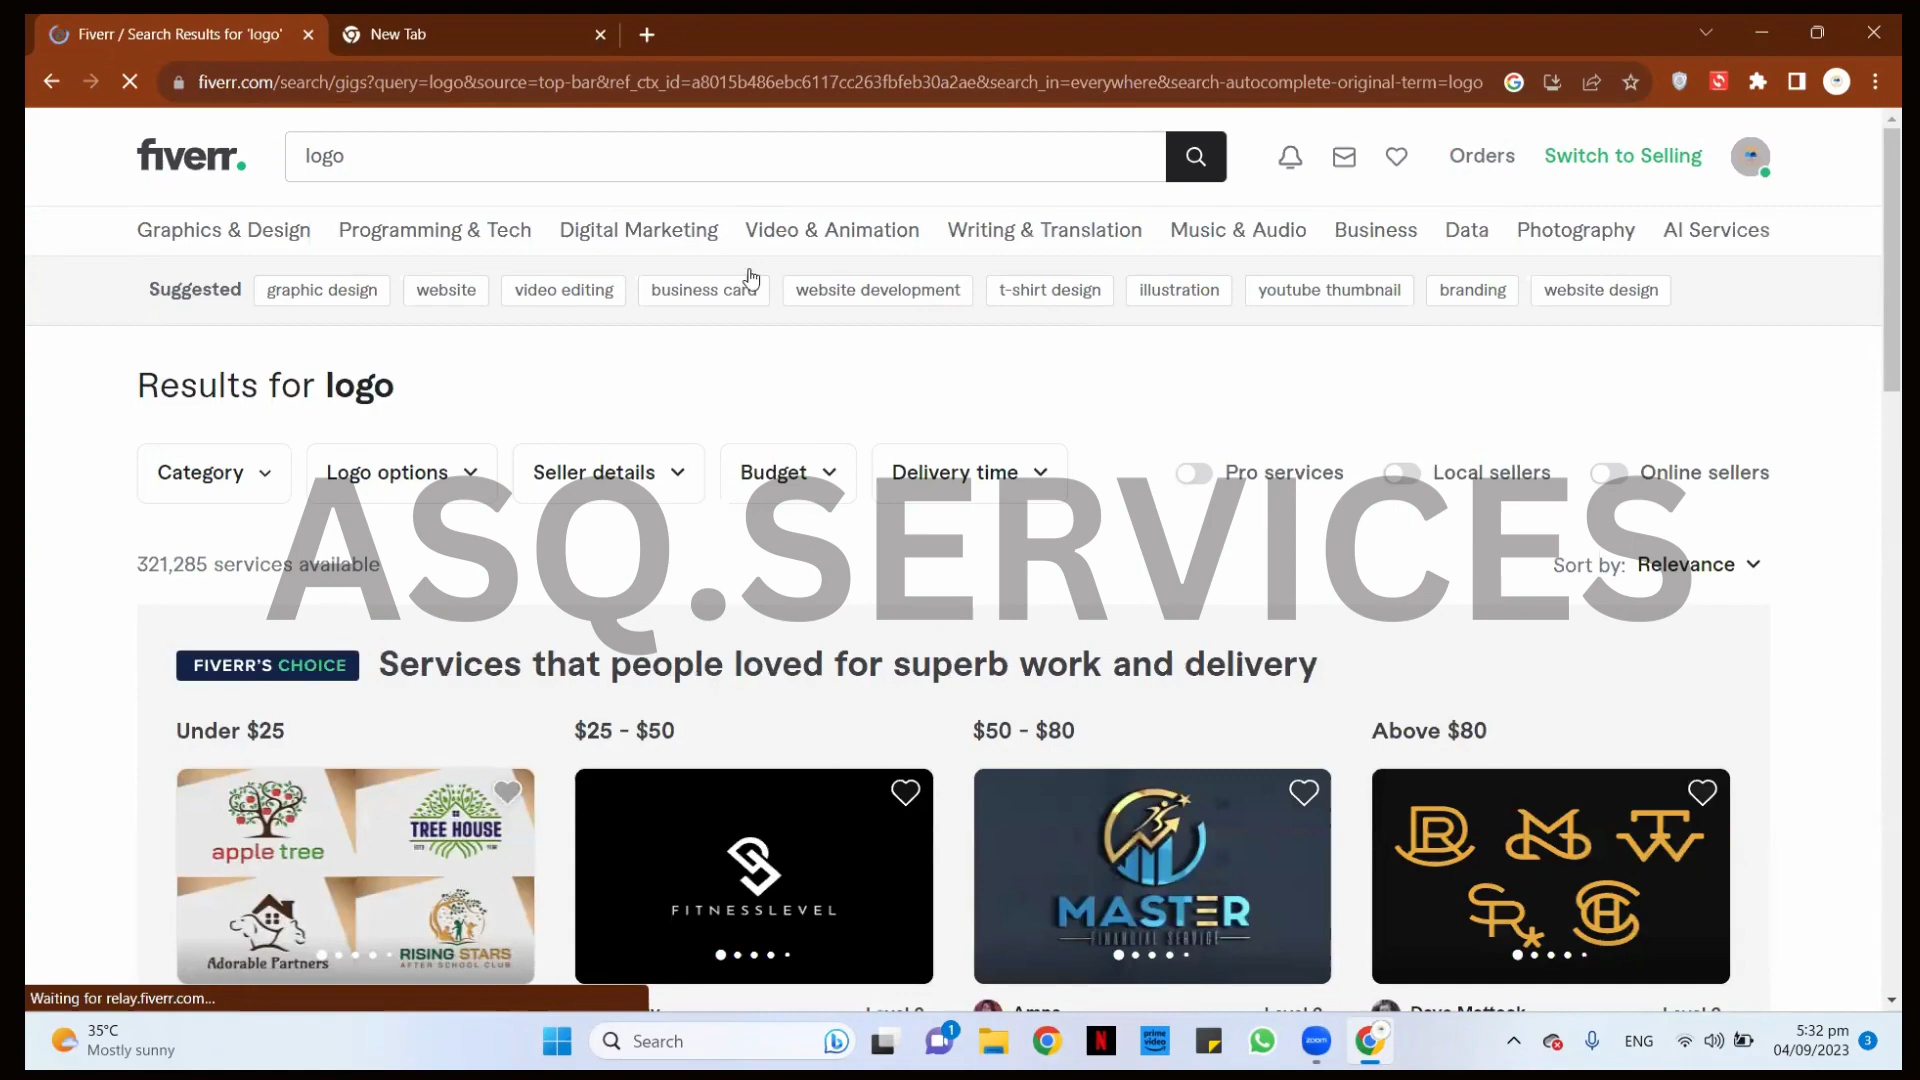 Fiverr / Search Results for 'logo'
New Tab
fiverr.com/search/gigs?query=logo&source=top-bar&ref_ctx_id=a8015b486ebc6117cc263fbfeb30a2ae&search_in=everywhere&search-autocomplete-original-term=logo
fiverr.
logo
Orders
Switch to Selling
Graphics & Design
Programming & Tech
Digital Marketing
Video & Animation
Writing & Translation
Music & Audio
Business
Data
Photography
AI Services
Suggested
graphic design
website
video editing
business card
website development
t-shirt design
illustration
youtube thumbnail
branding
website design
Results for logo
Category
Logo options
Seller details
Budget
Delivery time
Pro services
Local sellers
Online sellers
ASQ.SERVICES
321,285 services available
Sort by: Relevance
FIVERR'S CHOICE
Services that people loved for superb work and delivery
Under $25
$25 - $50
$50 - $80
Above $80
apple tree
TREE HOUSE
Adorable Partners
RISING STARS
AFTER SCHOOL CLUB
FITNESSLEVEL
MASTER
FINANCIAL SERVICE
Waiting for relay.fiverr.com...
35°C
Mostly sunny
Search
1
prime video
zoom
ENG
5:32 pm
04/09/2023
3